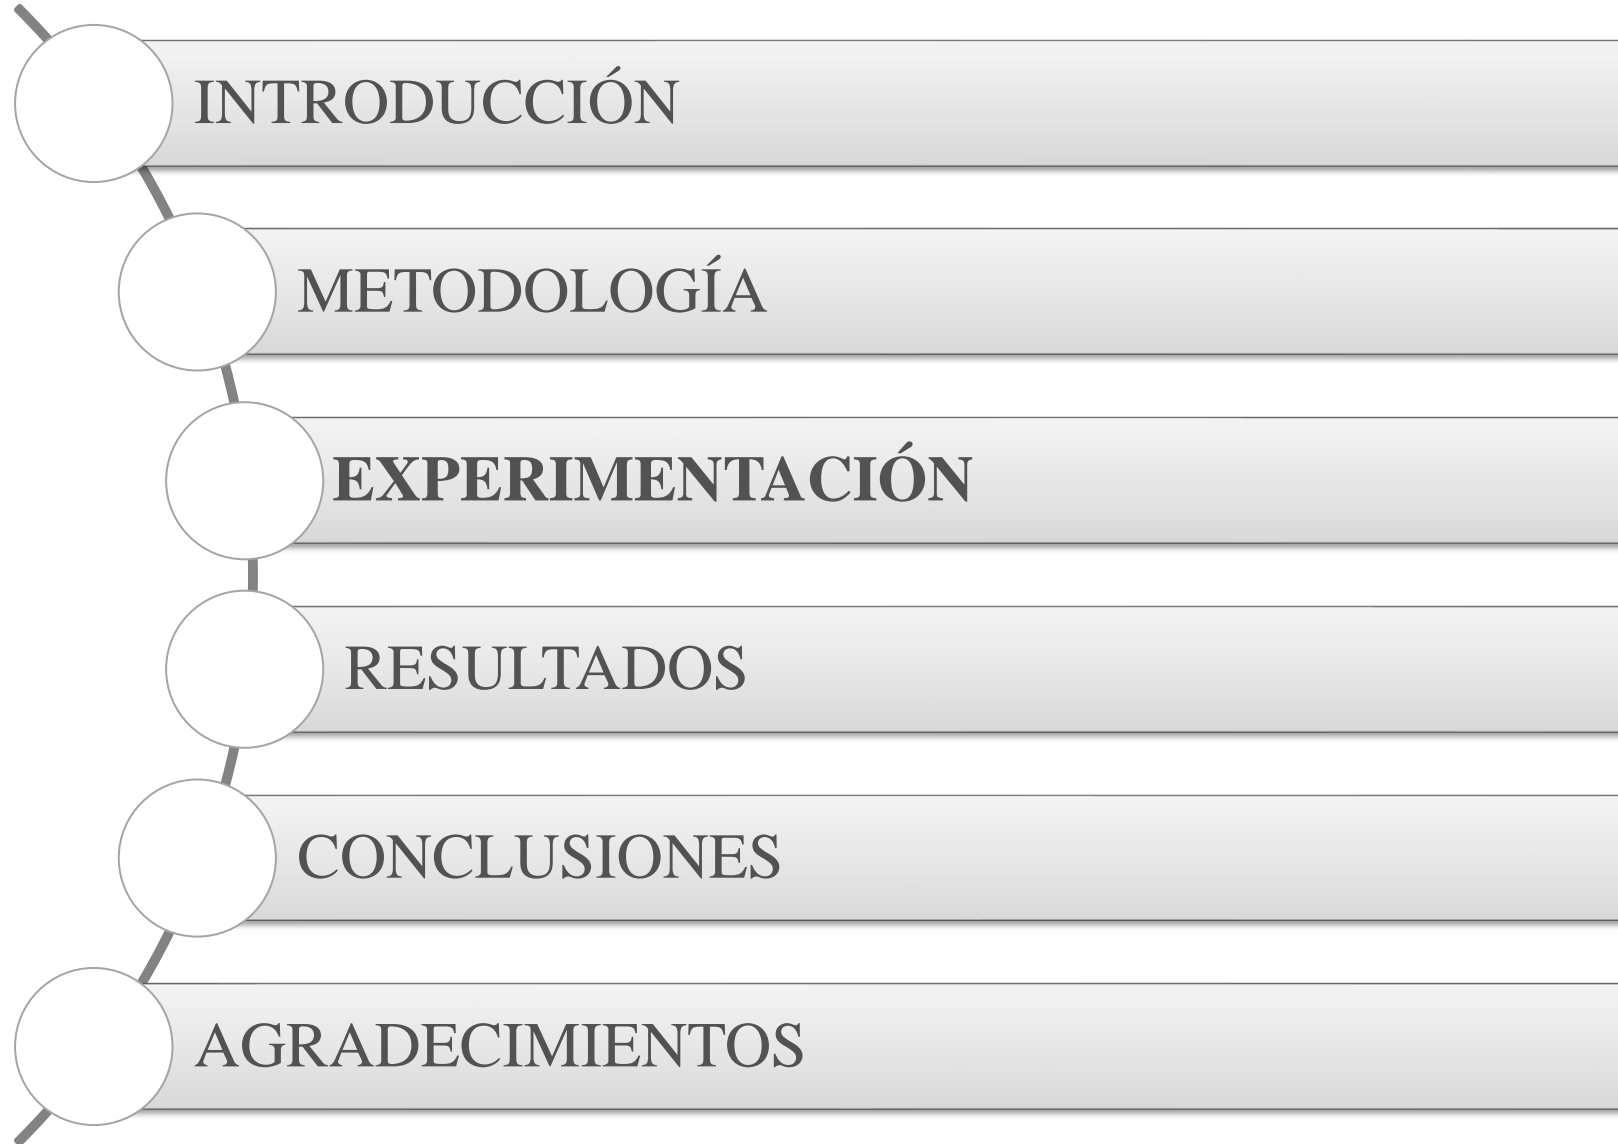 INTRODUCCIÓN
METODOLOGÍA
EXPERIMENTACIÓN
RESULTADOS
CONCLUSIONES
AGRADECIMIENTOS